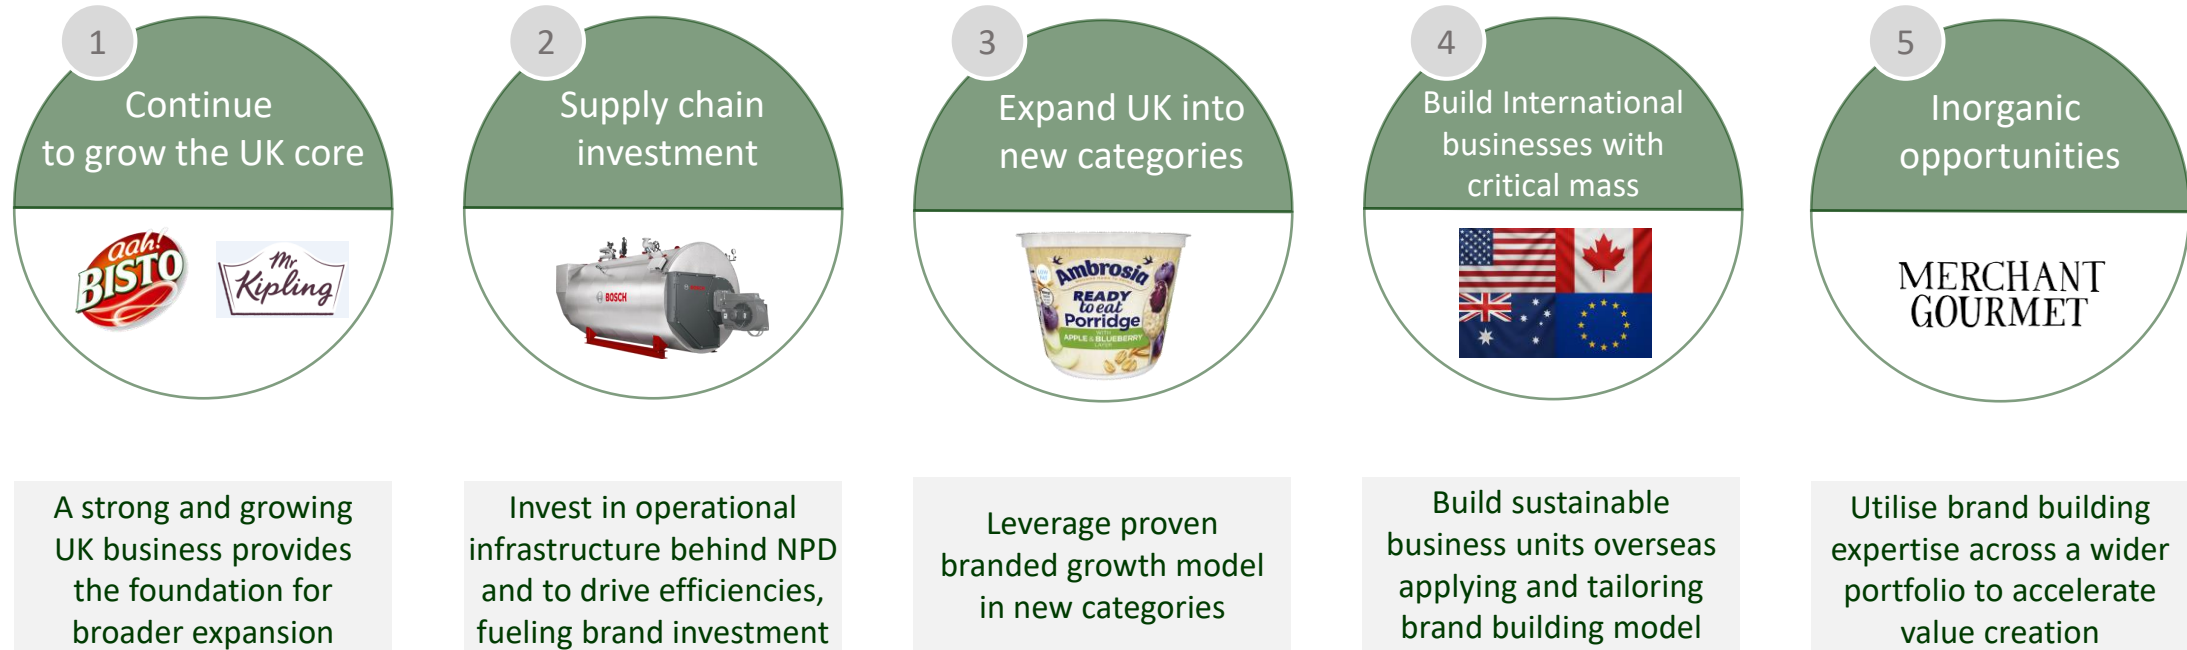 1
Continue
to grow the UK core
aah!
BISTO
Mr
Kipling
A strong and growing
UK business provides
the foundation for
broader expansion
2
Supply chain
investment
BOSCH
Invest in operational
infrastructure behind NPD
and to drive efficiencies,
fueling brand investment
3
Expand UK into
new categories
Ambrosia
READY
to eat
Porridge
WITH
APPLE & BLUEBERRY
LAYER
Leverage proven
branded growth model
in new categories
4
Build International
businesses with
critical mass
Build sustainable
business units overseas
applying and tailoring
brand building model
5
Inorganic
opportunities
MERCHANT
GOURMET
Utilise brand building
expertise across a wider
portfolio to accelerate
value creation